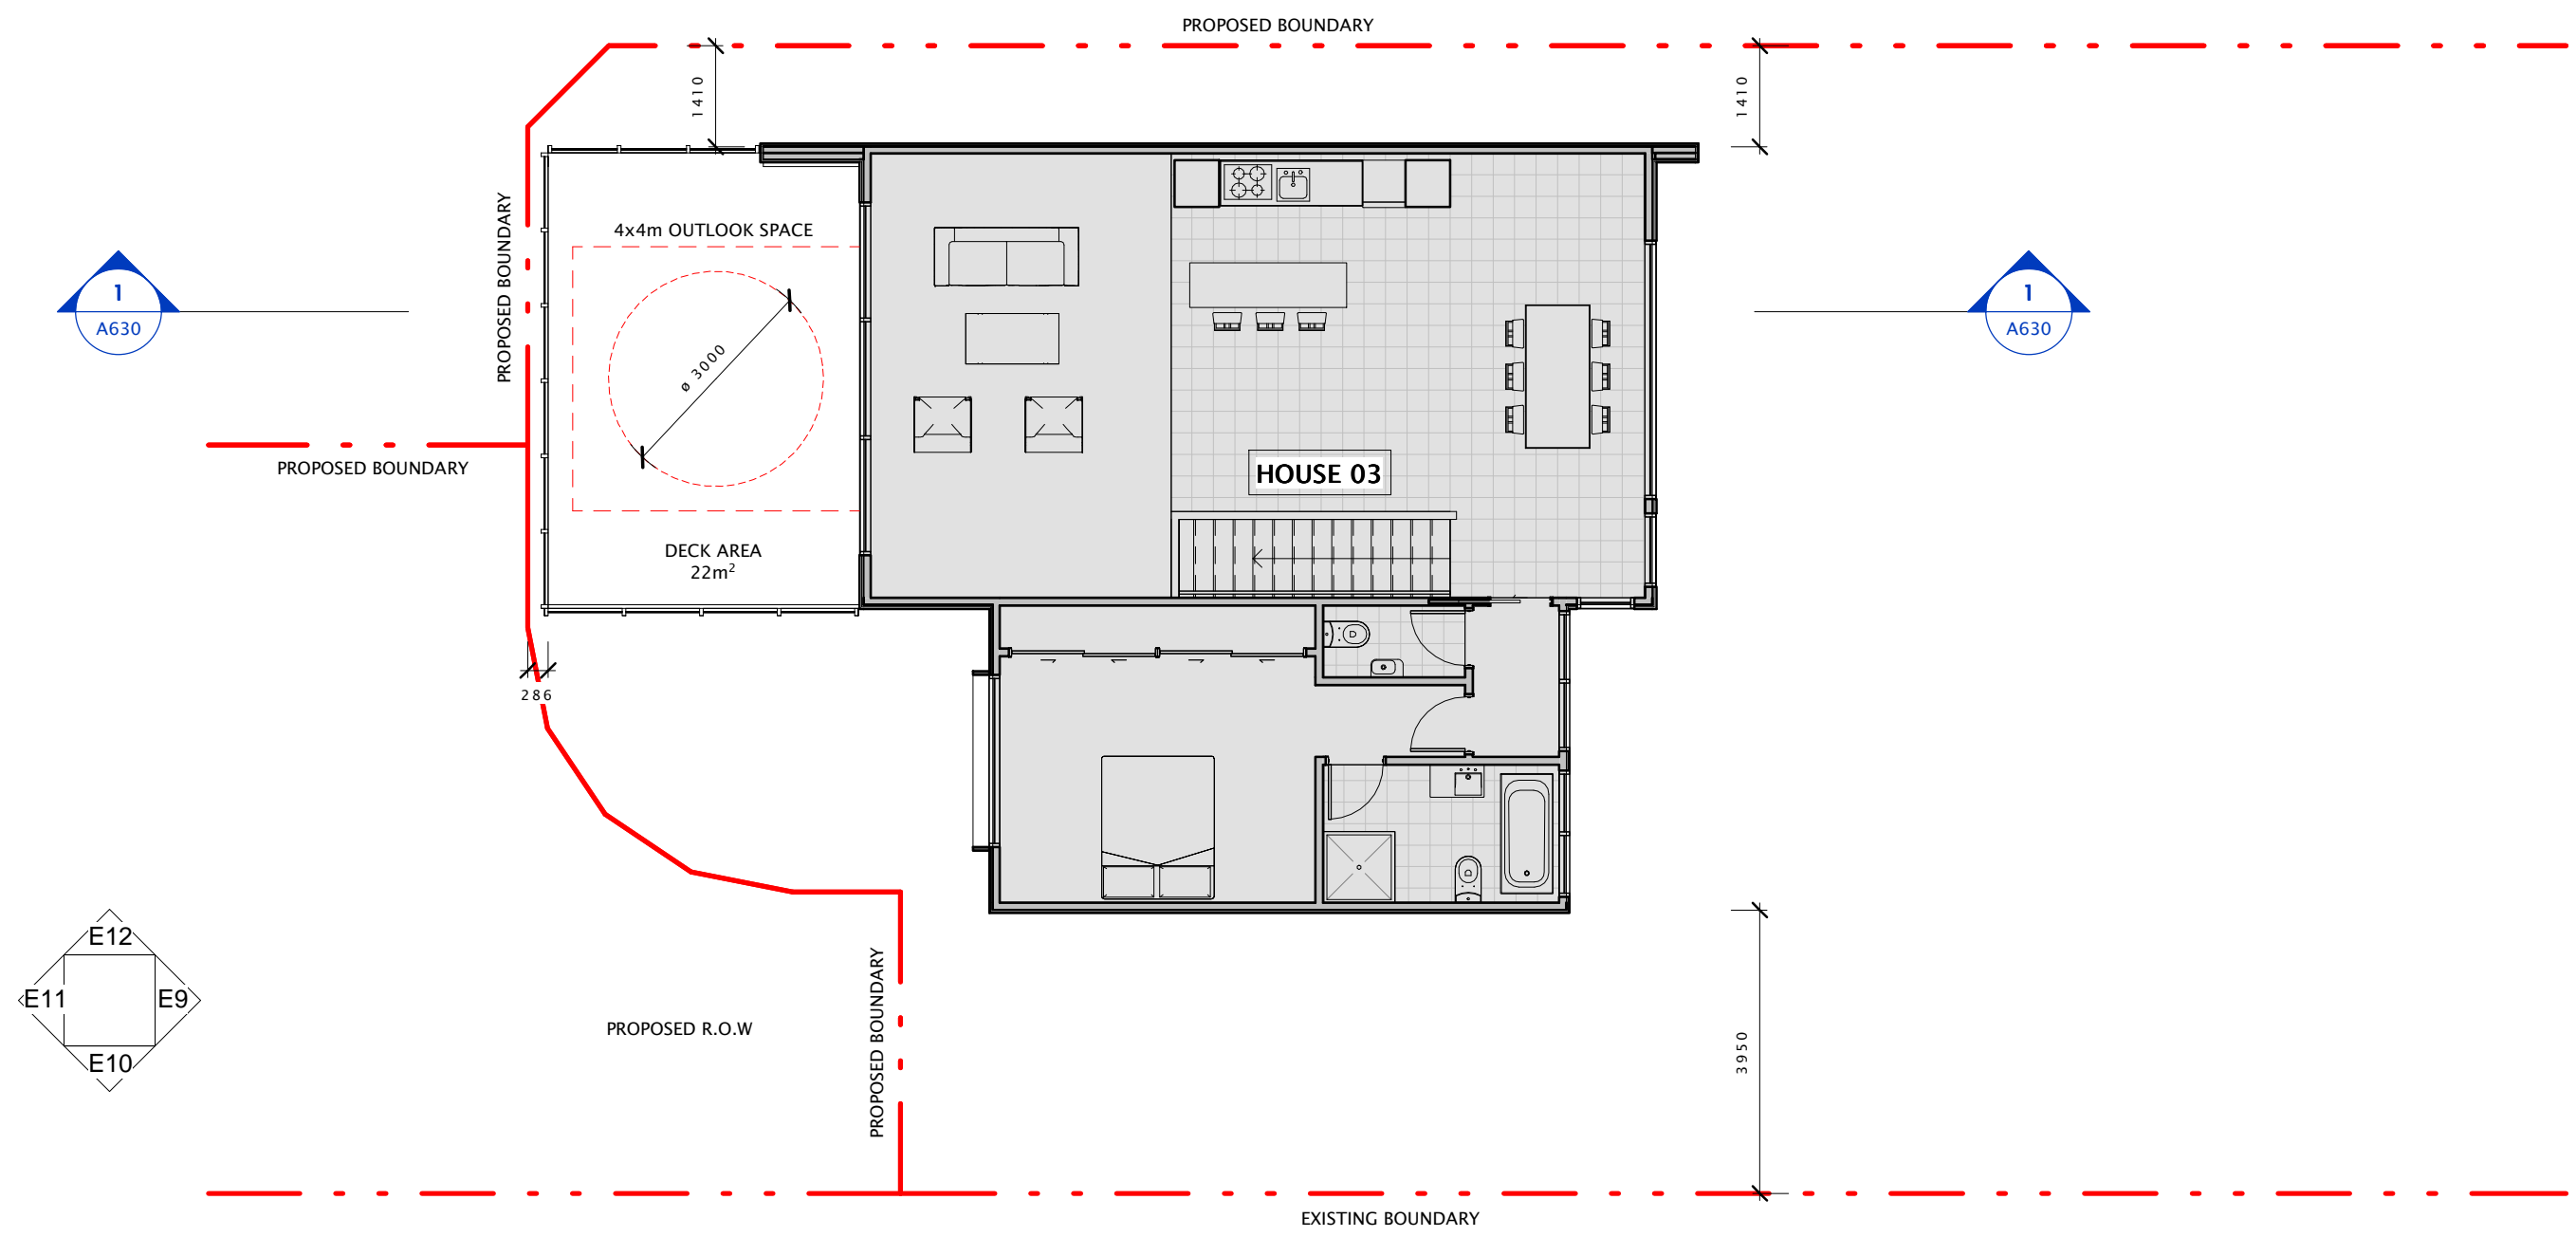 PROPOSED BOUNDARY
1410
1410
PROPOSED BOUNDARY
4x4m OUTLOOK SPACE
1
A630
1
A630
ø 3000
PROPOSED BOUNDARY
HOUSE 03
DECK AREA
22m²
286
E12
E11
E9
E10
PROPOSED R.O.W
PROPOSED BOUNDARY
3950
EXISTING BOUNDARY